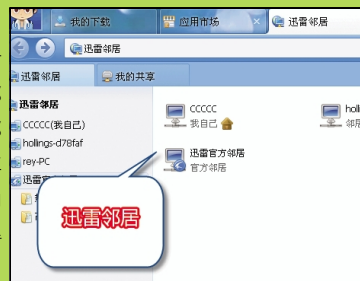 我的下载 应用市场 迅雷邻居
迅雷邻居
迅雷邻居 我的共享
迅雷邻居
CCCCC(我自己)
hollings-d78faf
rey-PC
CCCCC
我自己
迅雷官方邻居
官方邻居
迅雷邻居